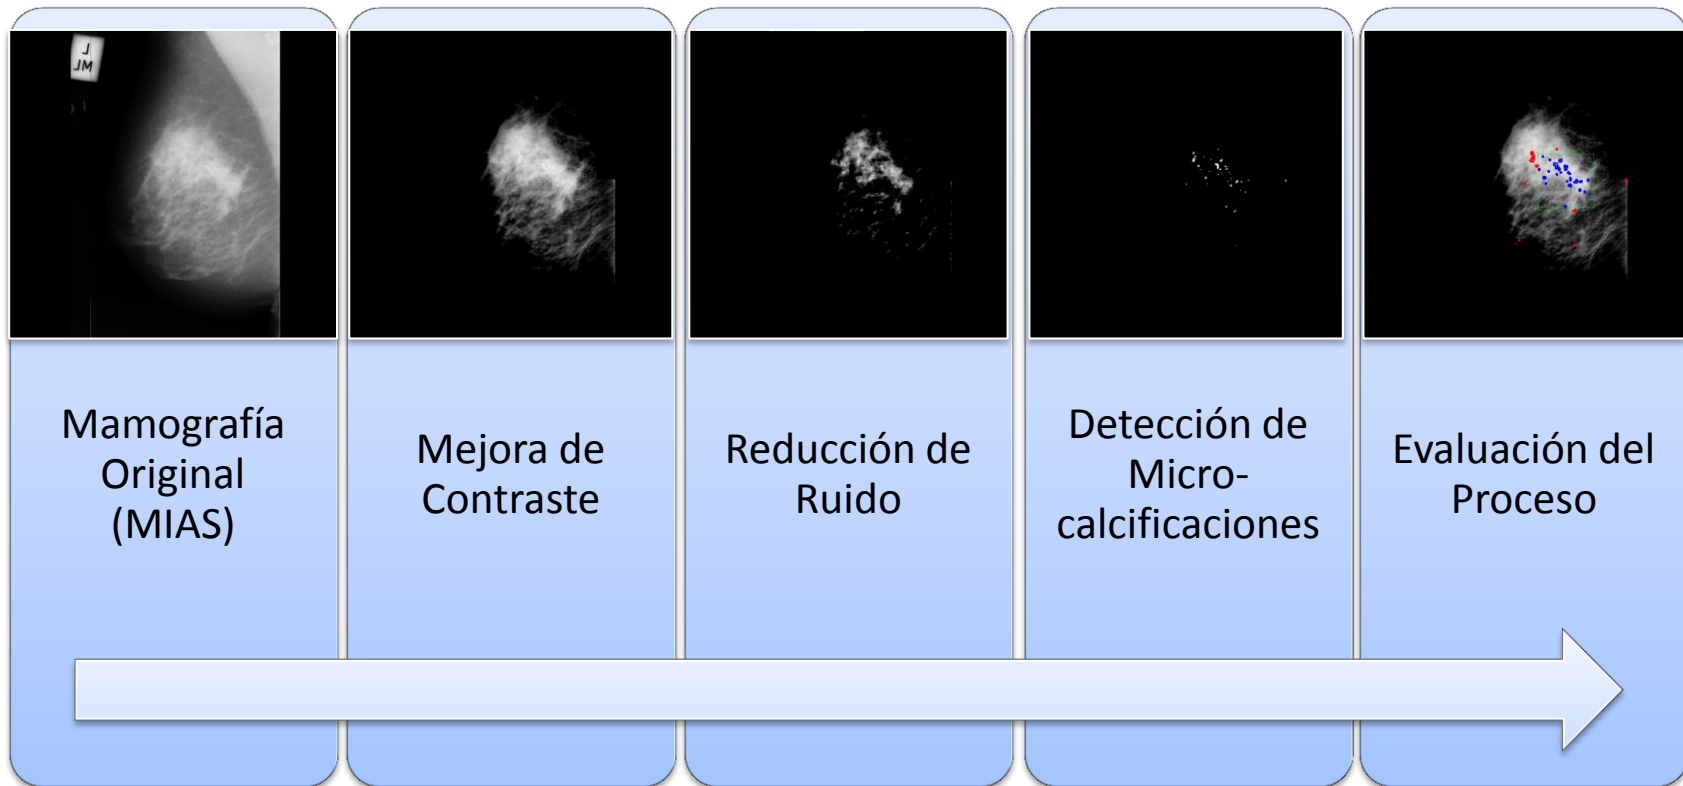 L
JM
Mamografía
Original
(MIAS)
Mejora de
Contraste
Reducción de
Ruido
Detección de
Micro-
calcificaciones
Evaluación del
Proceso